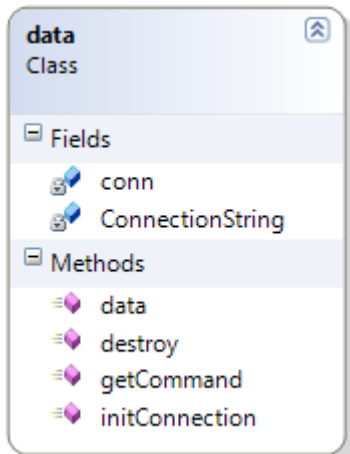 data
Class
Fields
conn
ConnectionString
Methods
data
destroy
getCommand
initConnection